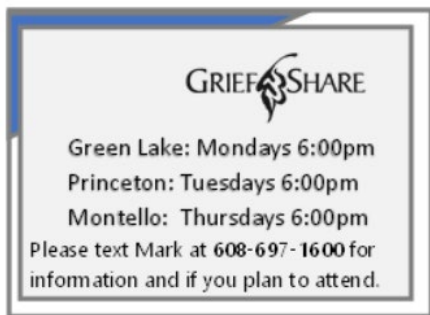 GRIEFSHARE
Green Lake: Mondays 6:00pm
Princeton: Tuesdays 6:00pm
Montello: Thursdays 6:00pm
Please text Mark at 608-697-1600 for
information and if you plan to attend.